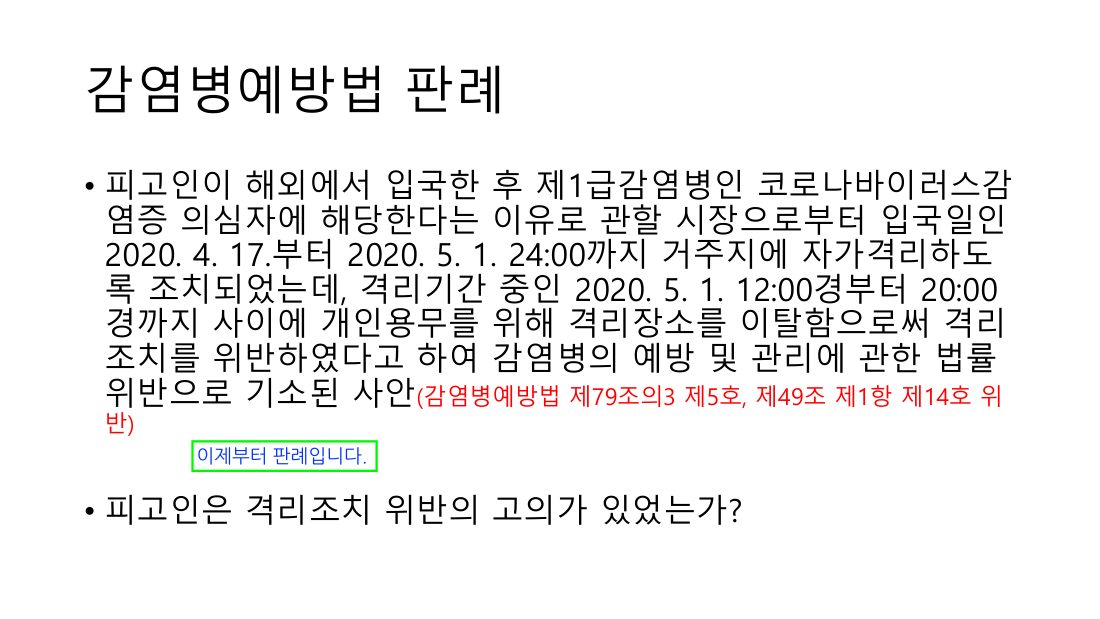 감염병예방법 판례
• 피고인이 해외에서 입국한 후 제1급감염병인 코로나바이러스감
염증 의심자에 해당한다는 이유로 관할 시장으로부터 입국일인
2020. 4. 17.부터 2020. 5. 1. 24:00까지 거주지에 자가격리하도
록 조치되었는데, 격리기간 중인 2020. 5. 1. 12:00경부터 20:00
경까지 사이에 개인용무를 위해 격리장소를 이탈함으로써 격리
조치를 위반하였다고 하여 감염병의 예방 및 관리에 관한 법률
위반으로 기소된 사안(감염병예방법 제79조의3 제5호, 제49조 제1항 제14호 위
반)
이제부터 판례입니다.
• 피고인은 격리조치 위반의 고의가 있었는가?